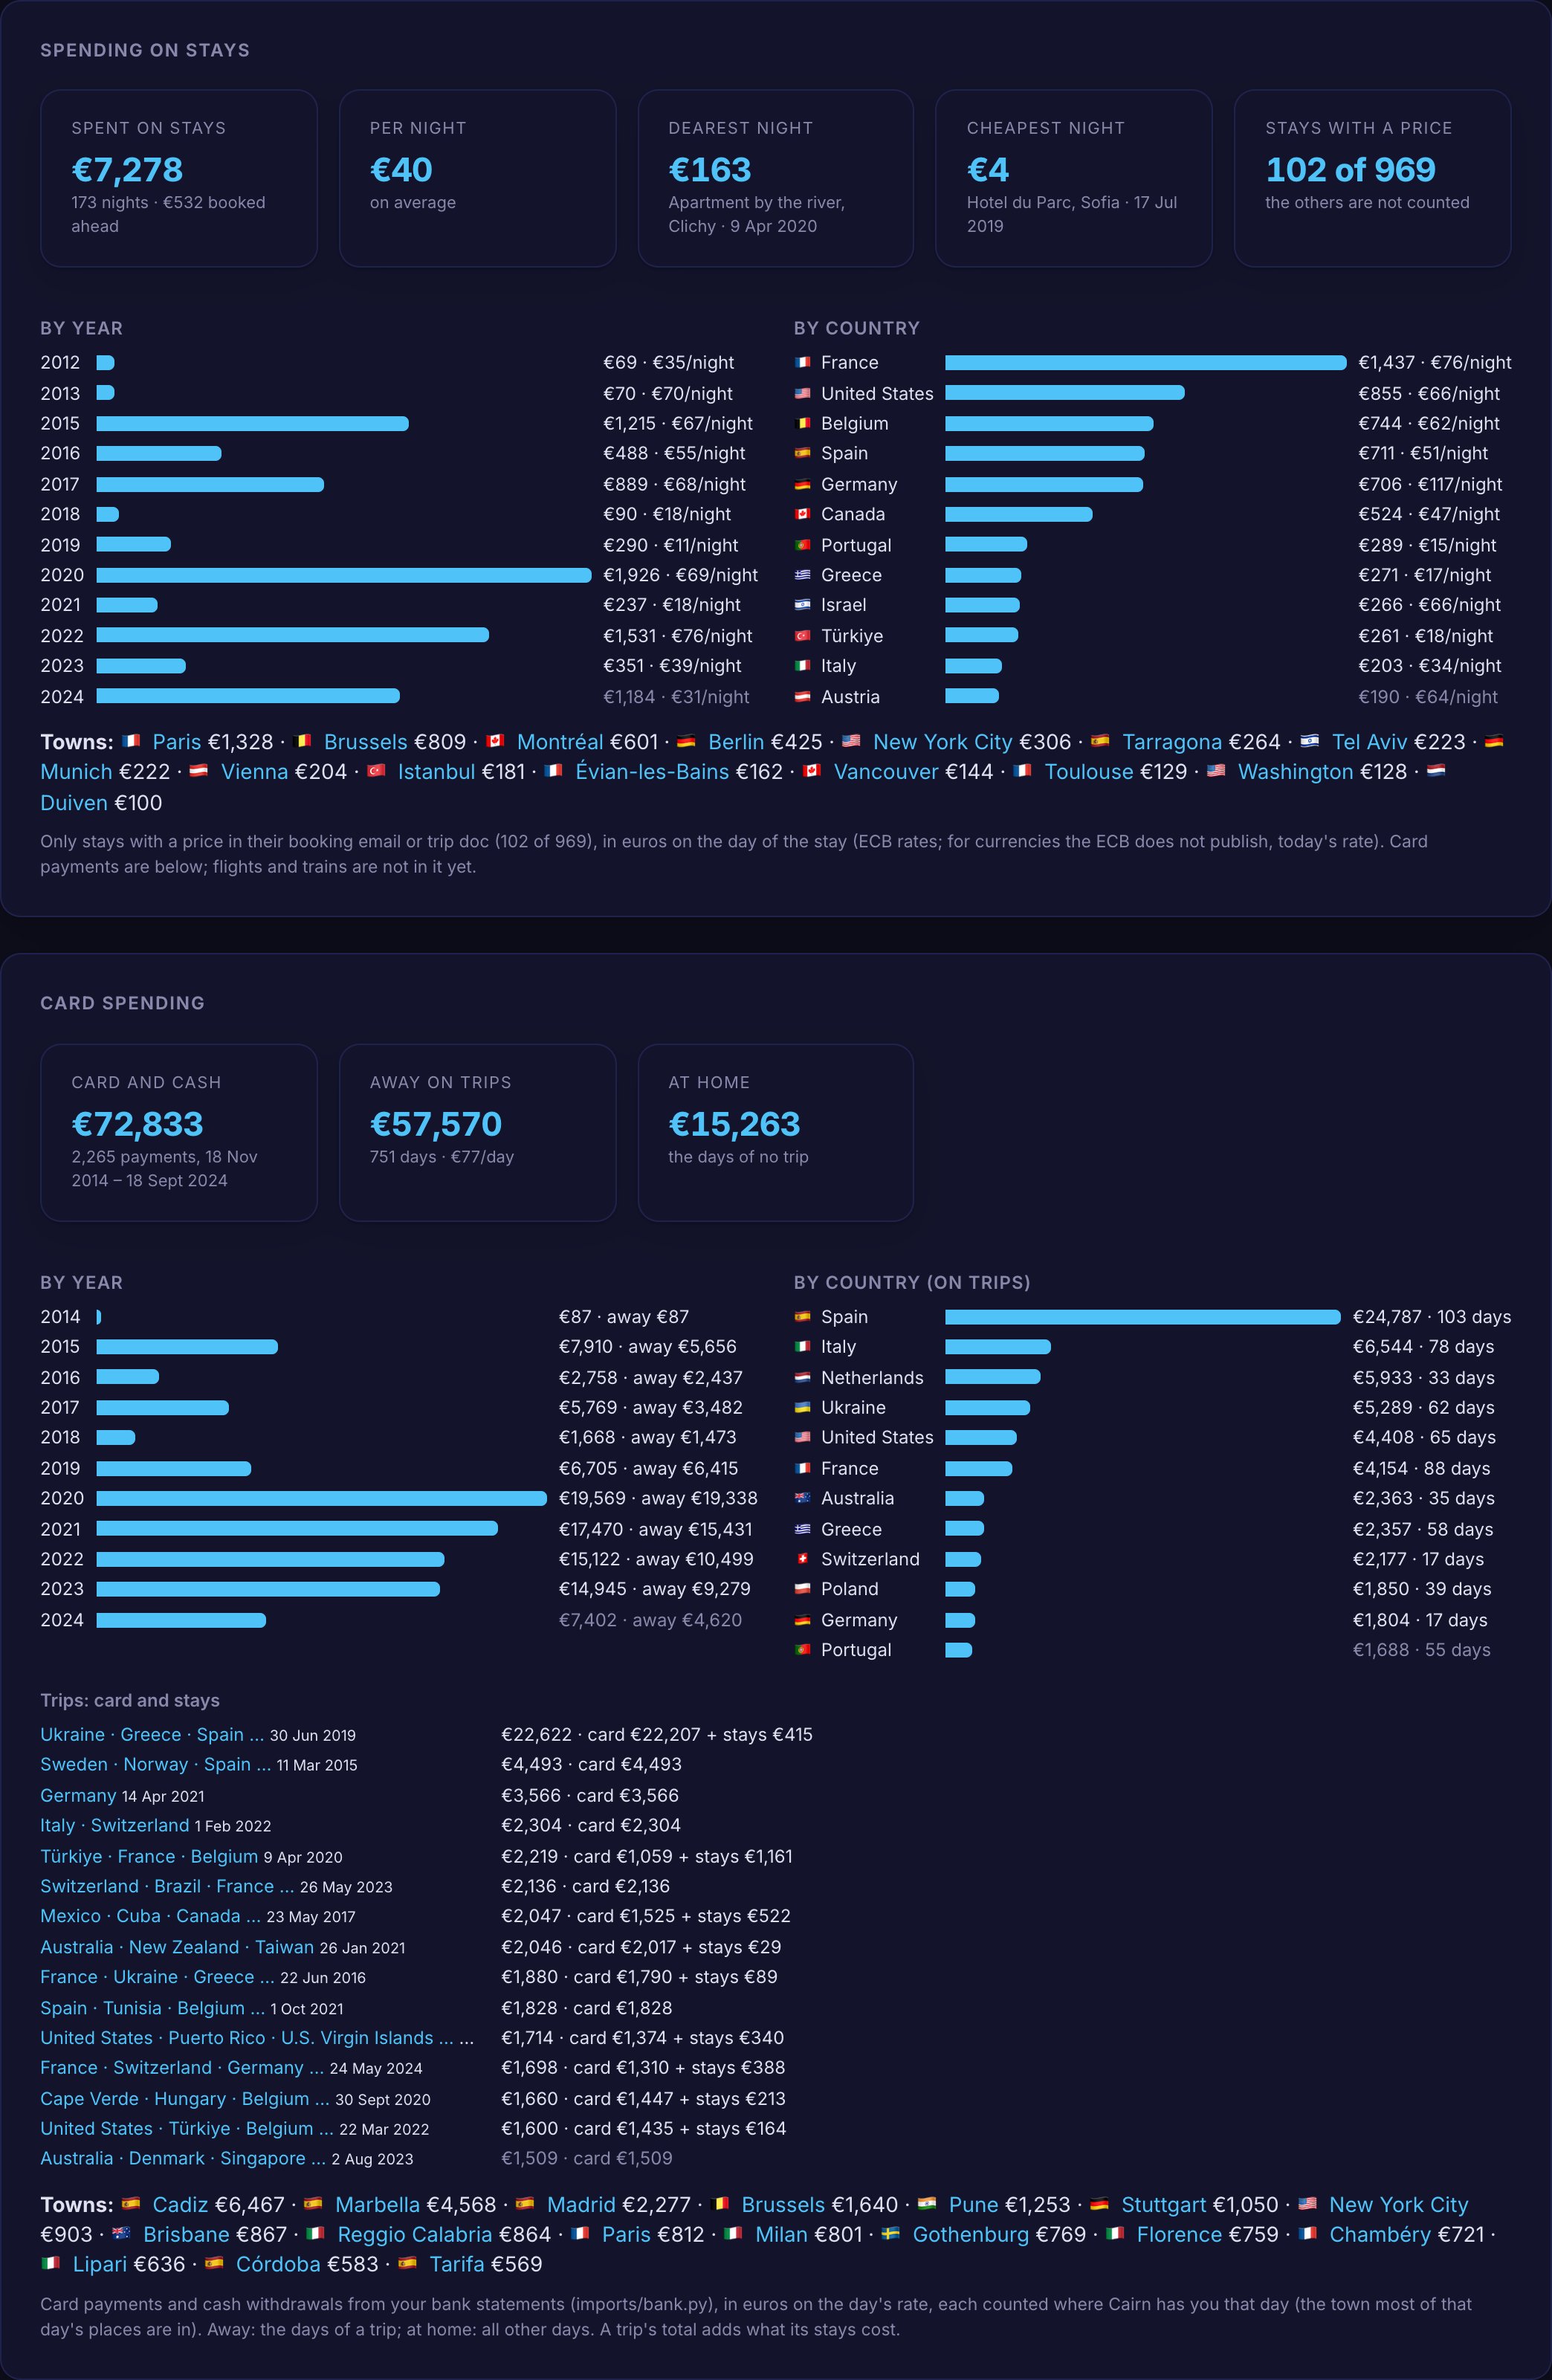 SPENDING ON STAYS
SPENT ON STAYS
€7,278
173 nights · €532 booked
ahead
PER NIGHT
€40
on average
DEAREST NIGHT
€163
Apartment by the river,
Clichy · 9 Apr 2020
CHEAPEST NIGHT
€4
Hotel du Parc, Sofia · 17 Jul
2019
STAYS WITH A PRICE
102 of 969
the others are not counted
BY YEAR
2012 €69 · €35/night
2013 €70 · €70/night
2015 €1,215 · €67/night
2016 €488 · €55/night
2017 €889 · €68/night
2018 €90 · €18/night
2019 €290 · €11/night
2020 €1,926 · €69/night
2021 €237 · €18/night
2022 €1,531 · €76/night
2023 €351 · €39/night
2024 €1,184 · €31/night
BY COUNTRY
France €1,437 · €76/night
United States €855 · €66/night
Belgium €744 · €62/night
Spain €711 · €51/night
Germany €706 · €117/night
Canada €524 · €47/night
Portugal €289 · €15/night
Greece €271 · €17/night
Israel €266 · €66/night
Türkiye €261 · €18/night
Italy €203 · €34/night
Austria €190 · €64/night
Towns: Paris €1,328 · Brussels €809 · Montréal €601 · Berlin €425 · New York City €306 · Tarragona €264 · Tel Aviv €223 ·
Munich €222 · Vienna €204 · Istanbul €181 · Évian-les-Bains €162 · Vancouver €144 · Toulouse €129 · Washington €128 ·
Duiven €100
Only stays with a price in their booking email or trip doc (102 of 969), in euros on the day of the stay (ECB rates; for currencies the ECB does not publish, today's rate). Card
payments are below; flights and trains are not in it yet.
CARD SPENDING
CARD AND CASH
€72,833
2,265 payments, 18 Nov
2014 – 18 Sept 2024
AWAY ON TRIPS
€57,570
751 days · €77/day
AT HOME
€15,263
the days of no trip
BY YEAR
2014 €87 · away €87
2015 €7,910 · away €5,656
2016 €2,758 · away €2,437
2017 €5,769 · away €3,482
2018 €1,668 · away €1,473
2019 €6,705 · away €6,415
2020 €19,569 · away €19,338
2021 €17,470 · away €15,431
2022 €15,122 · away €10,499
2023 €14,945 · away €9,279
2024 €7,402 · away €4,620
BY COUNTRY (ON TRIPS)
Spain €24,787 · 103 days
Italy €6,544 · 78 days
Netherlands €5,933 · 33 days
Ukraine €5,289 · 62 days
United States €4,408 · 65 days
France €4,154 · 88 days
Australia €2,363 · 35 days
Greece €2,357 · 58 days
Switzerland €2,177 · 17 days
Poland €1,850 · 39 days
Germany €1,804 · 17 days
Portugal €1,688 · 55 days
Trips: card and stays
Ukraine · Greece · Spain ... 30 Jun 2019 €22,622 · card €22,207 + stays €415
Sweden · Norway · Spain ... 11 Mar 2015 €4,493 · card €4,493
Germany 14 Apr 2021 €3,566 · card €3,566
Italy · Switzerland 1 Feb 2022 €2,304 · card €2,304
Türkiye · France · Belgium 9 Apr 2020 €2,219 · card €1,059 + stays €1,161
Switzerland · Brazil · France ... 26 May 2023 €2,136 · card €2,136
Mexico · Cuba · Canada ... 23 May 2017 €2,047 · card €1,525 + stays €522
Australia · New Zealand · Taiwan 26 Jan 2021 €2,046 · card €2,017 + stays €29
France · Ukraine · Greece ... 22 Jun 2016 €1,880 · card €1,790 + stays €89
Spain · Tunisia · Belgium ... 1 Oct 2021 €1,828 · card €1,828
United States · Puerto Rico · U.S. Virgin Islands ... ... €1,714 · card €1,374 + stays €340
France · Switzerland · Germany ... 24 May 2024 €1,698 · card €1,310 + stays €388
Cape Verde · Hungary · Belgium ... 30 Sept 2020 €1,660 · card €1,447 + stays €213
United States · Türkiye · Belgium ... 22 Mar 2022 €1,600 · card €1,435 + stays €164
Australia · Denmark · Singapore ... 2 Aug 2023 €1,509 · card €1,509
Towns: Cadiz €6,467 · Marbella €4,568 · Madrid €2,277 · Brussels €1,640 · Pune €1,253 · Stuttgart €1,050 · New York City
€903 · Brisbane €867 · Reggio Calabria €864 · Paris €812 · Milan €801 · Gothenburg €769 · Florence €759 · Chambéry €721 ·
Lipari €636 · Córdoba €583 · Tarifa €569
Card payments and cash withdrawals from your bank statements (imports/bank.py), in euros on the day's rate, each counted where Cairn has you that day (the town most of that
day's places are in). Away: the days of a trip; at home: all other days. A trip's total adds what its stays cost.